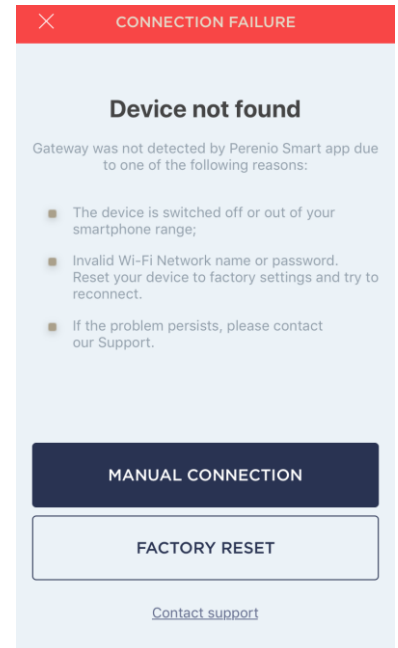 CONNECTION FAILURE
Device not found
Gateway was not detected by Perenio Smart app due
to one of the following reasons:
The device is switched off or out of your
smartphone range;
Invalid Wi-Fi Network name or password.
Reset your device to factory settings and try to
reconnect.
If the problem persists, please contact
our Support.
MANUAL CONNECTION
FACTORY RESET
Contact support